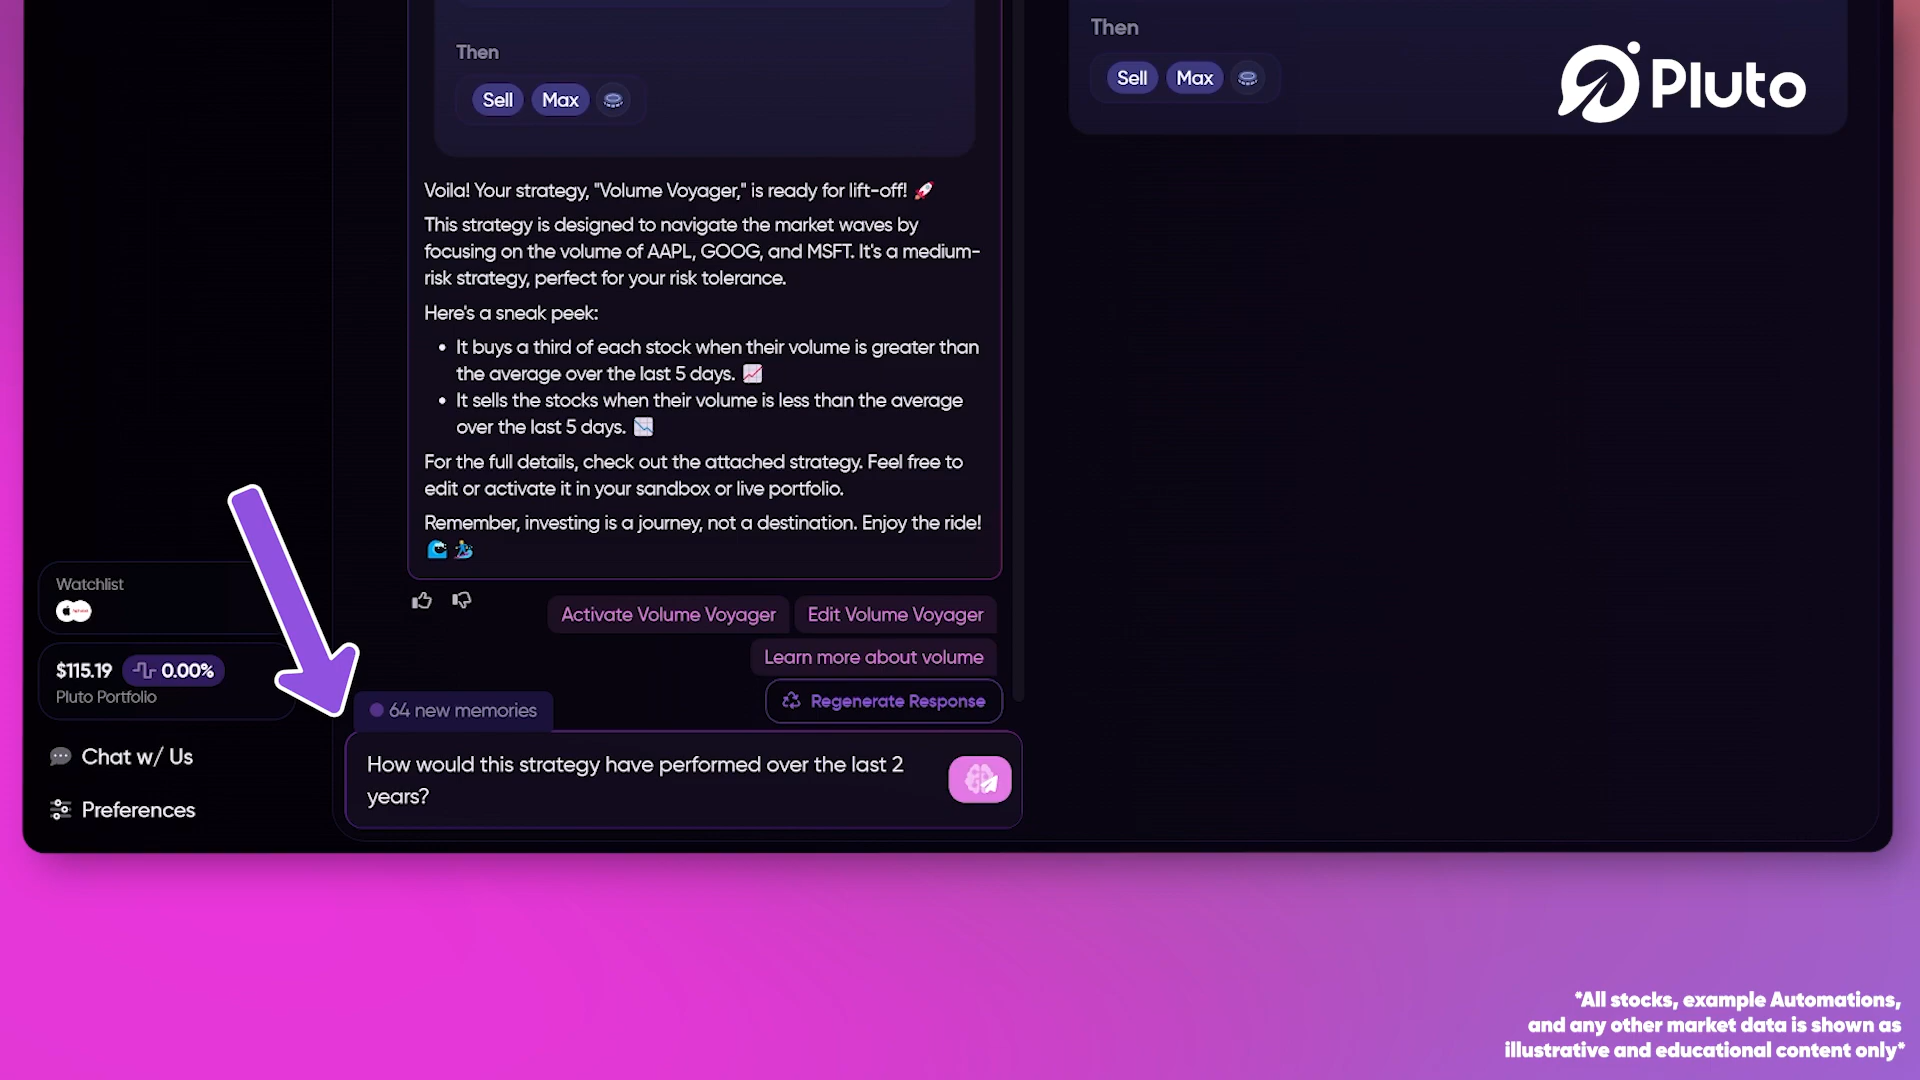 Then
Sell Max
Voila! Your strategy, "Volume Voyager," is ready for lift-off! 🚀
This strategy is designed to navigate the market waves by
focusing on the volume of AAPL, GOOG, and MSFT. It's a medium-
risk strategy, perfect for your risk tolerance.
Here's a sneak peek:
• It buys a third of each stock when their volume is greater than
the average over the last 5 days. 📈
• It sells the stocks when their volume is less than the average
over the last 5 days. 📉
For the full details, check out the attached strategy. Feel free to
edit or activate it in your sandbox or live portfolio.
Remember, investing is a journey, not a destination. Enjoy the ride!
🌊🏄
Activate Volume Voyager
Edit Volume Voyager
Learn more about volume
Regenerate Response
64 new memories
How would this strategy have performed over the last 2
years?
Watchlist
$115.19 0.00%
Pluto Portfolio
Chat w/ Us
Preferences
Then
Sell Max
Pluto
*All stocks, example Automations,
and any other market data is shown as
illustrative and educational content only*